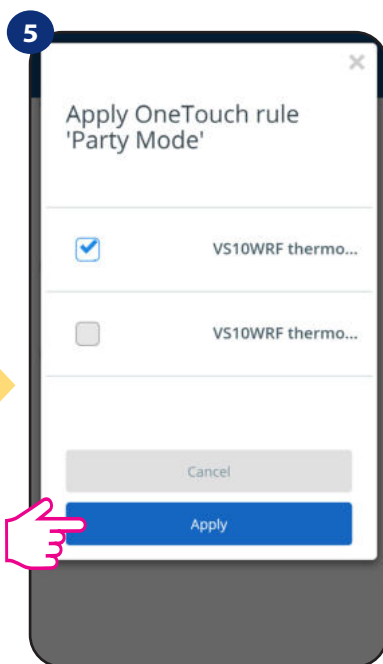 5
×
Apply OneTouch rule
'Party Mode'
VS10WRF thermo...
VS10WRF thermo...
Cancel
Apply